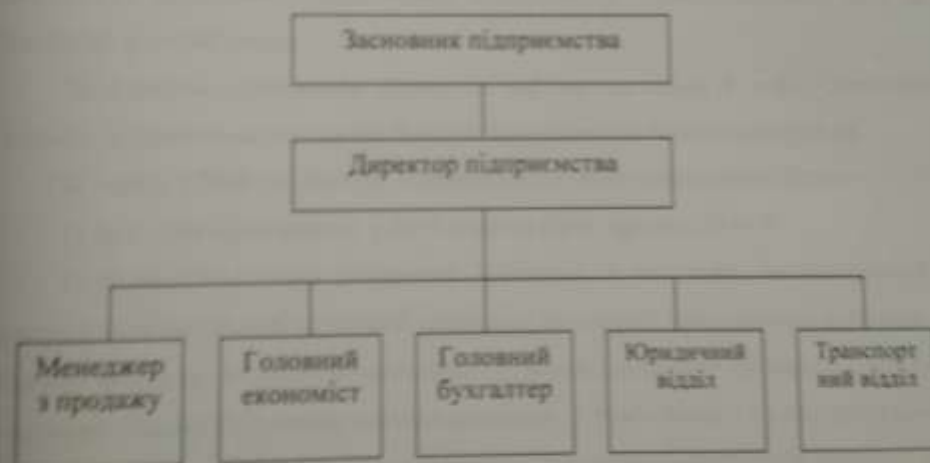 Засновник підприємства
Директор підприємства
Менеджер
з продажу
Головний
економіст
Головний
бухгалтер
Юридичний
відділ
Транспорт
ний відділ